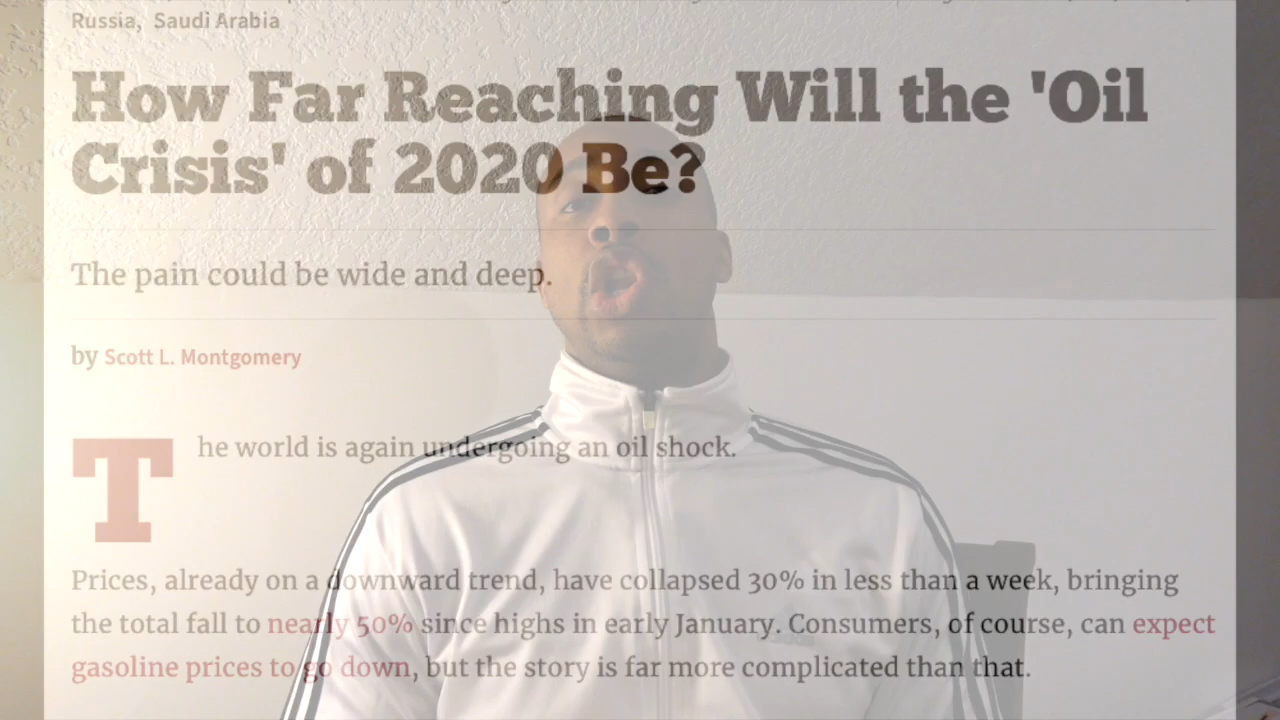 Russia, Saudi Arabia
How Far Reaching Will the 'Oil
Crisis' of 2020 Be?
The pain could be wide and deep.
by Scott L. Montgomery
The world is again undergoing an oil shock.
Prices, already on a downward trend, have collapsed 30% in less than a week, bringing
the total fall to nearly 50% since highs in early January. Consumers, of course, can expect
gasoline prices to go down, but the story is far more complicated than that.